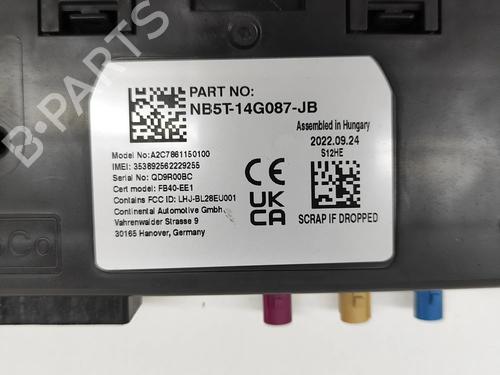 B-PARTS
PART NO:
NB5T-14G087-JB
Assembled in Hungary
2022.09.24
S12HE
Model No:A2C7861150100
IMEI: 353892562229255
Serial No: QD9R00BC
Cert model: FB40-EE1
Contains FCC ID: LHJ-BL28EU001
Continental Automotive GmbH,
Vahrenwalder Strasse 9
30165 Hanover, Germany
CE
UK
CA
SCRAP IF DROPPED